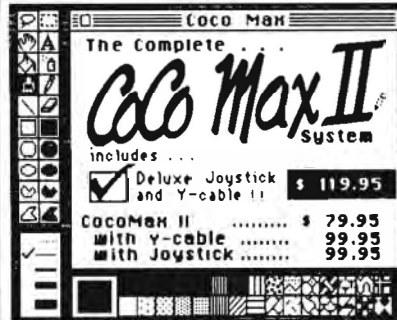 Coco Max
The Complete . . .
CoCo Max II
System
includes ...
Deluxe Joystick
and Y-cable !!
$ 119.95
CocoMax II ......... $ 79.95
with Y-cable ........ 99.95
with Joystick ...... 99.95
A